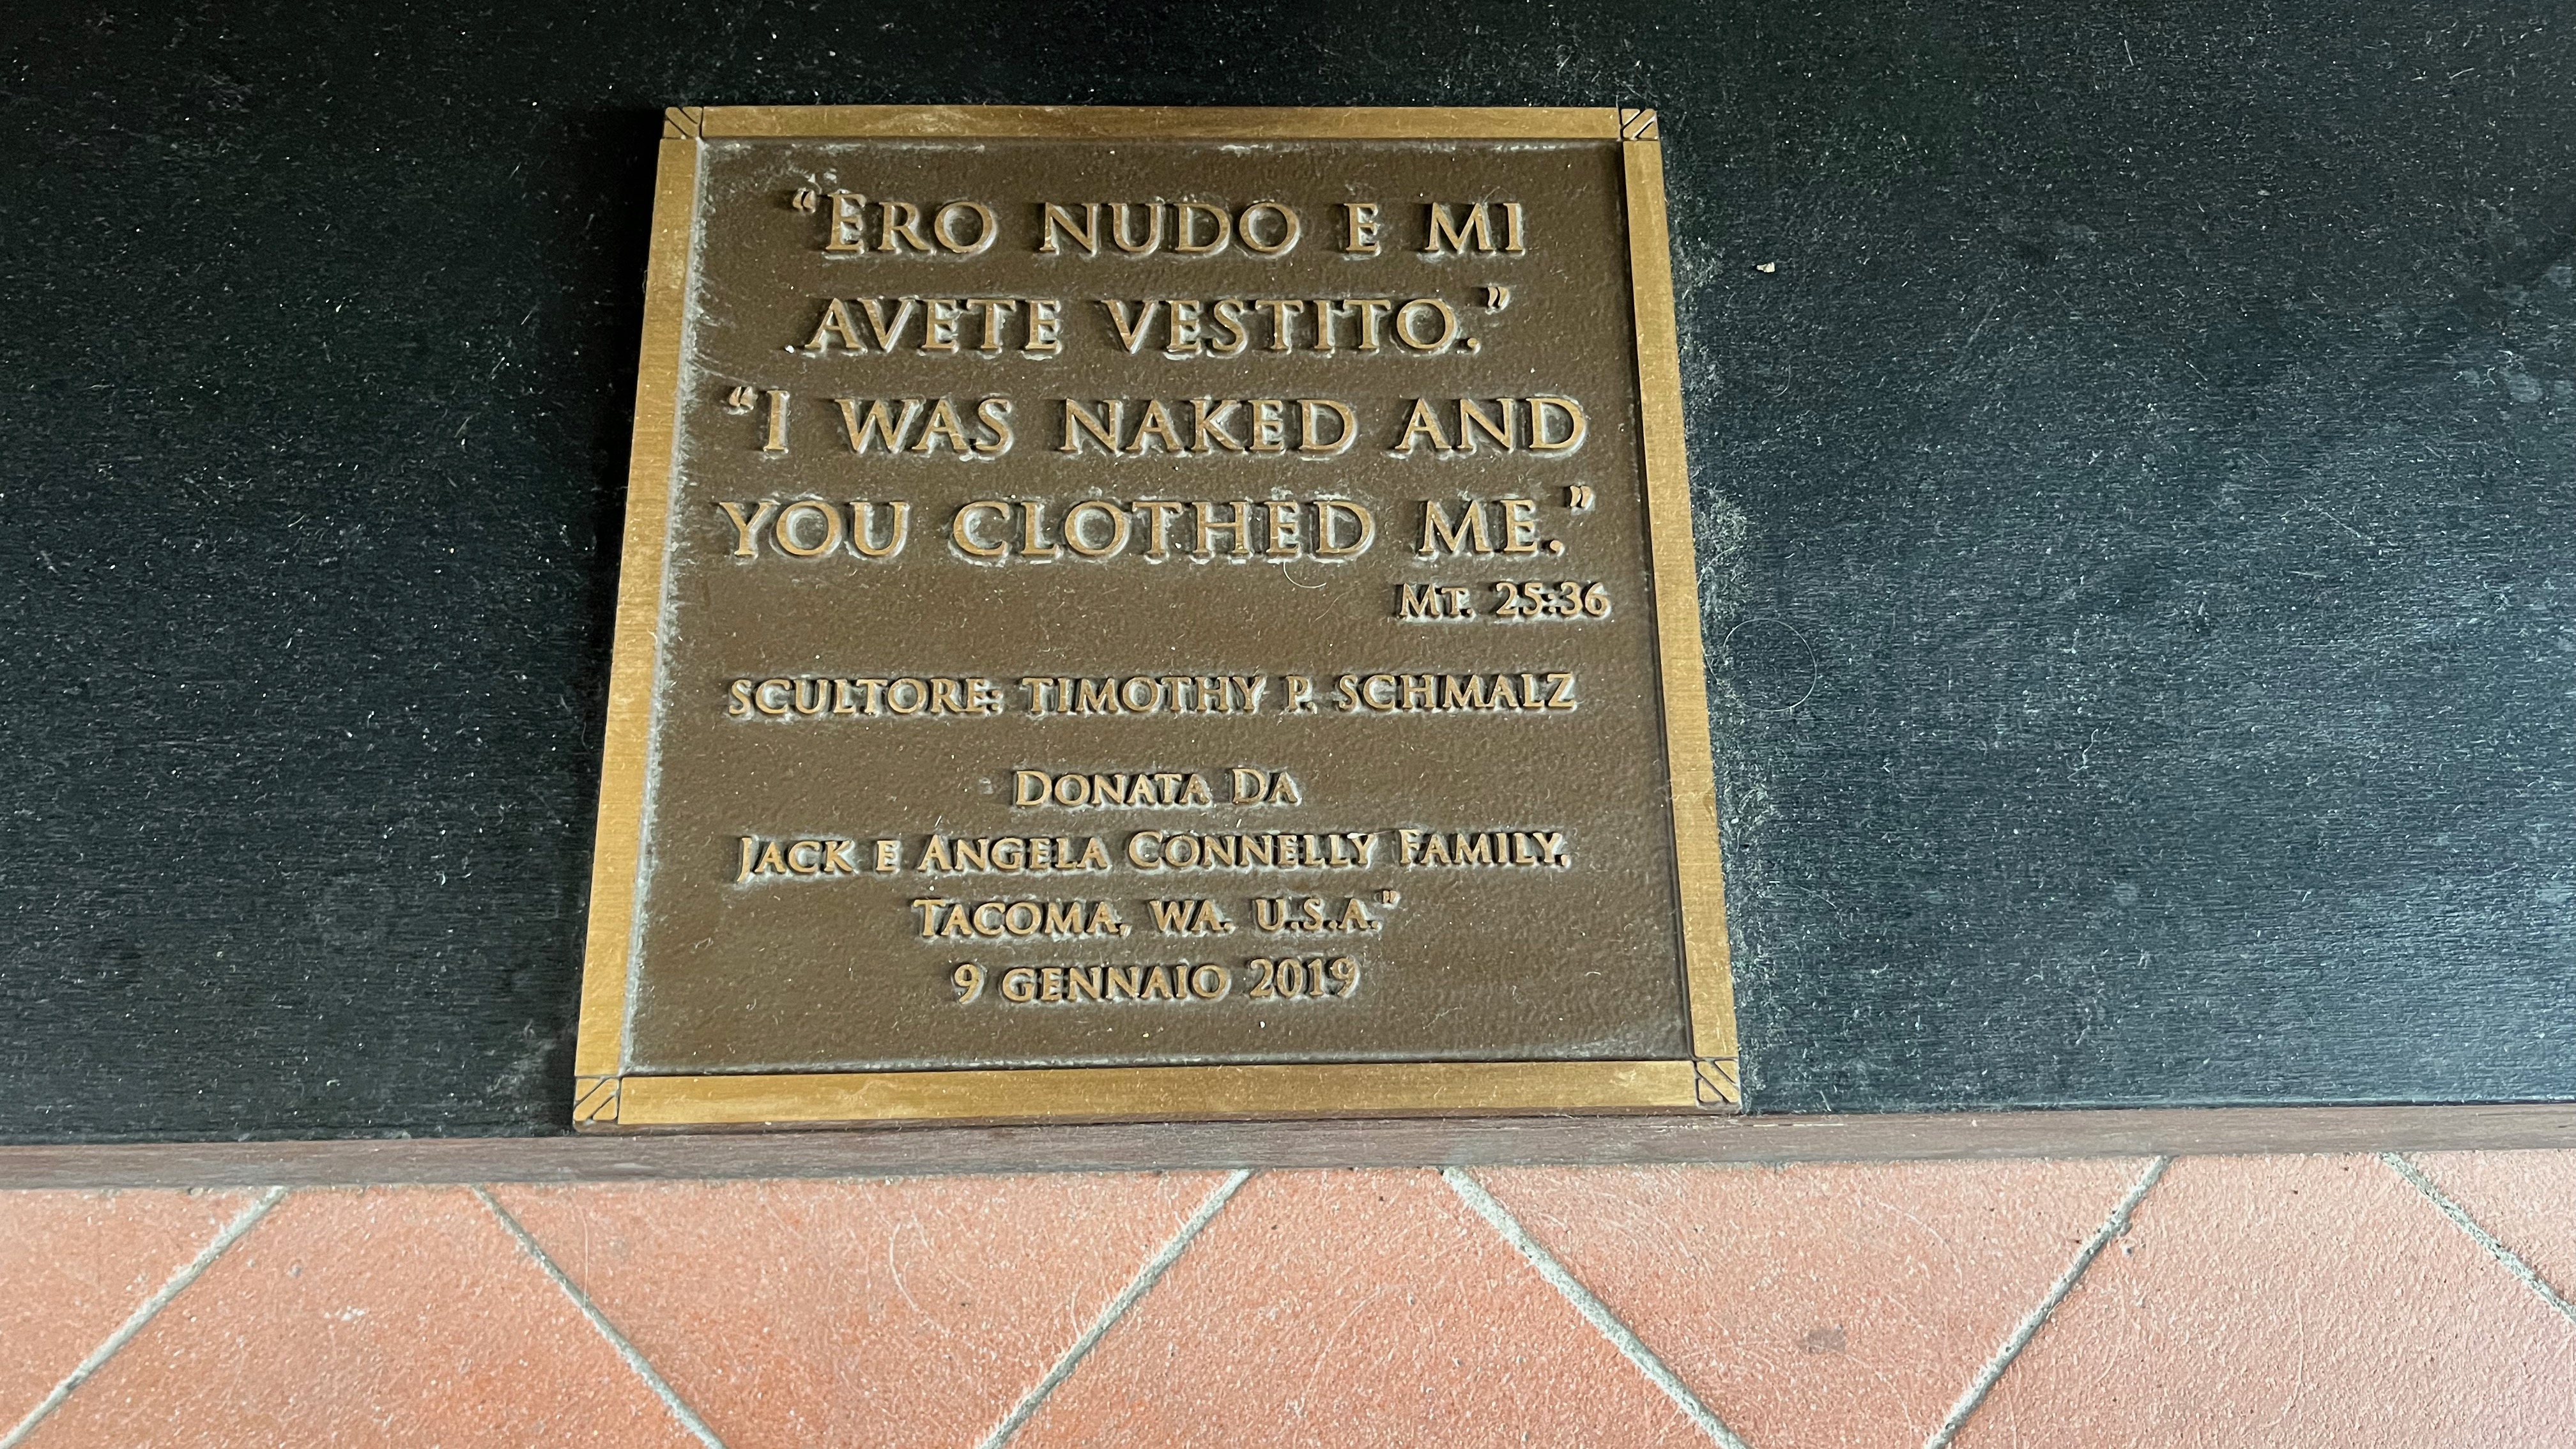 “ERO NUDO E MI
AVETE VESTITO.”
“I WAS NAKED AND
YOU CLOTHED ME.”
MT. 25:36
SCULTORE: TIMOTHY P. SCHMALZ
DONATA DA
JACK E ANGELA CONNELLY FAMILY,
TACOMA, WA. U.S.A."
9 GENNAIO 2019